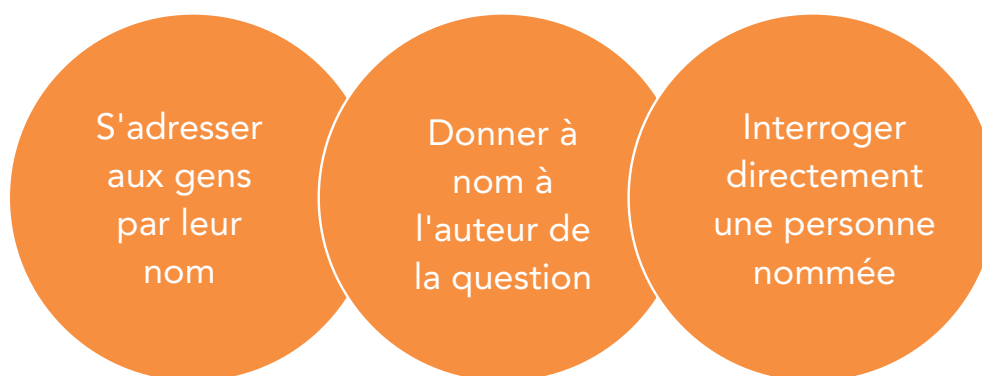 S'adresser
aux gens
par leur
nom
Donner à
nom à
l'auteur de
la question
Interroger
directement
une personne
nommée